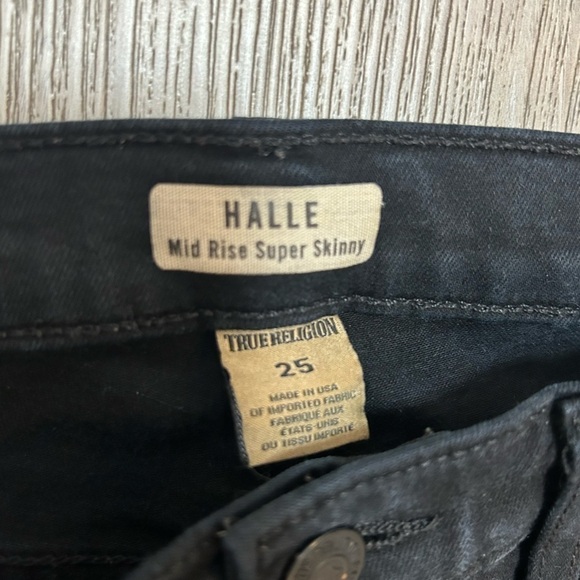 HALLE
Mid Rise Super Skinny
TRUE RELIGION
25
MADE IN USA
OF IMPORTED FABRIC
FABRIQUE AUX
ÉTATS-UNIS
OU TISSU IMPORTÉ